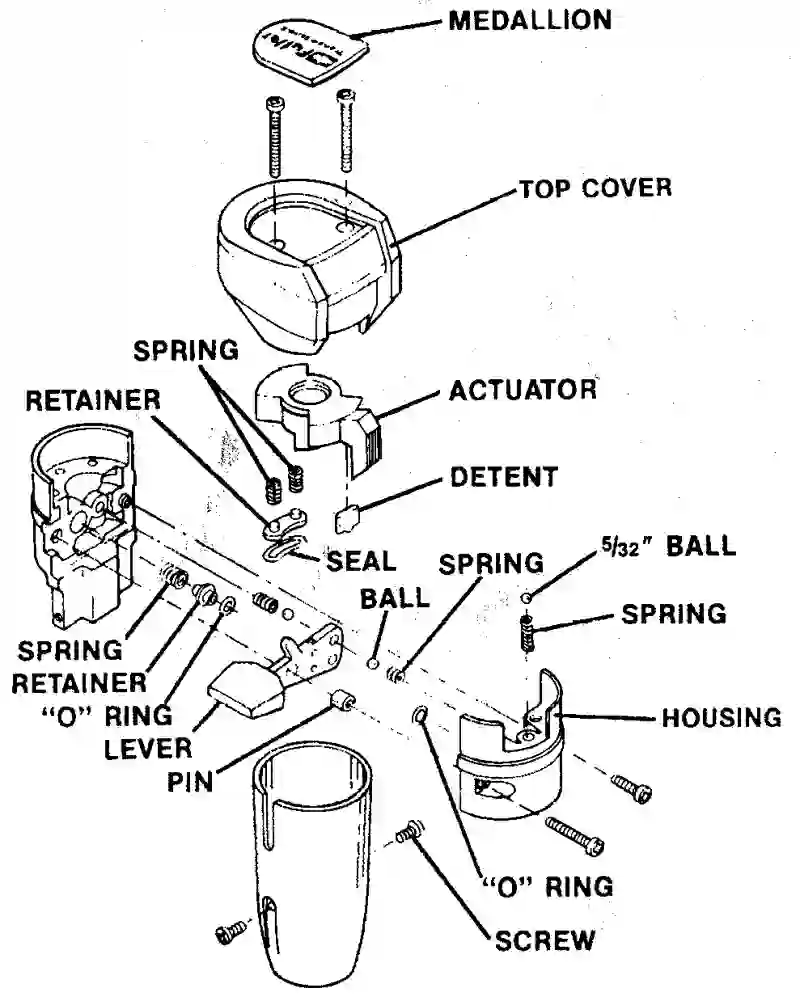 MEDALLION
Fuller
TOP COVER
SPRING
RETAINER
ACTUATOR
DETENT
SEAL
SPRING
5/32" BALL
BALL
SPRING
SPRING
RETAINER
"O" RING
LEVER
PIN
HOUSING
"O" RING
SCREW